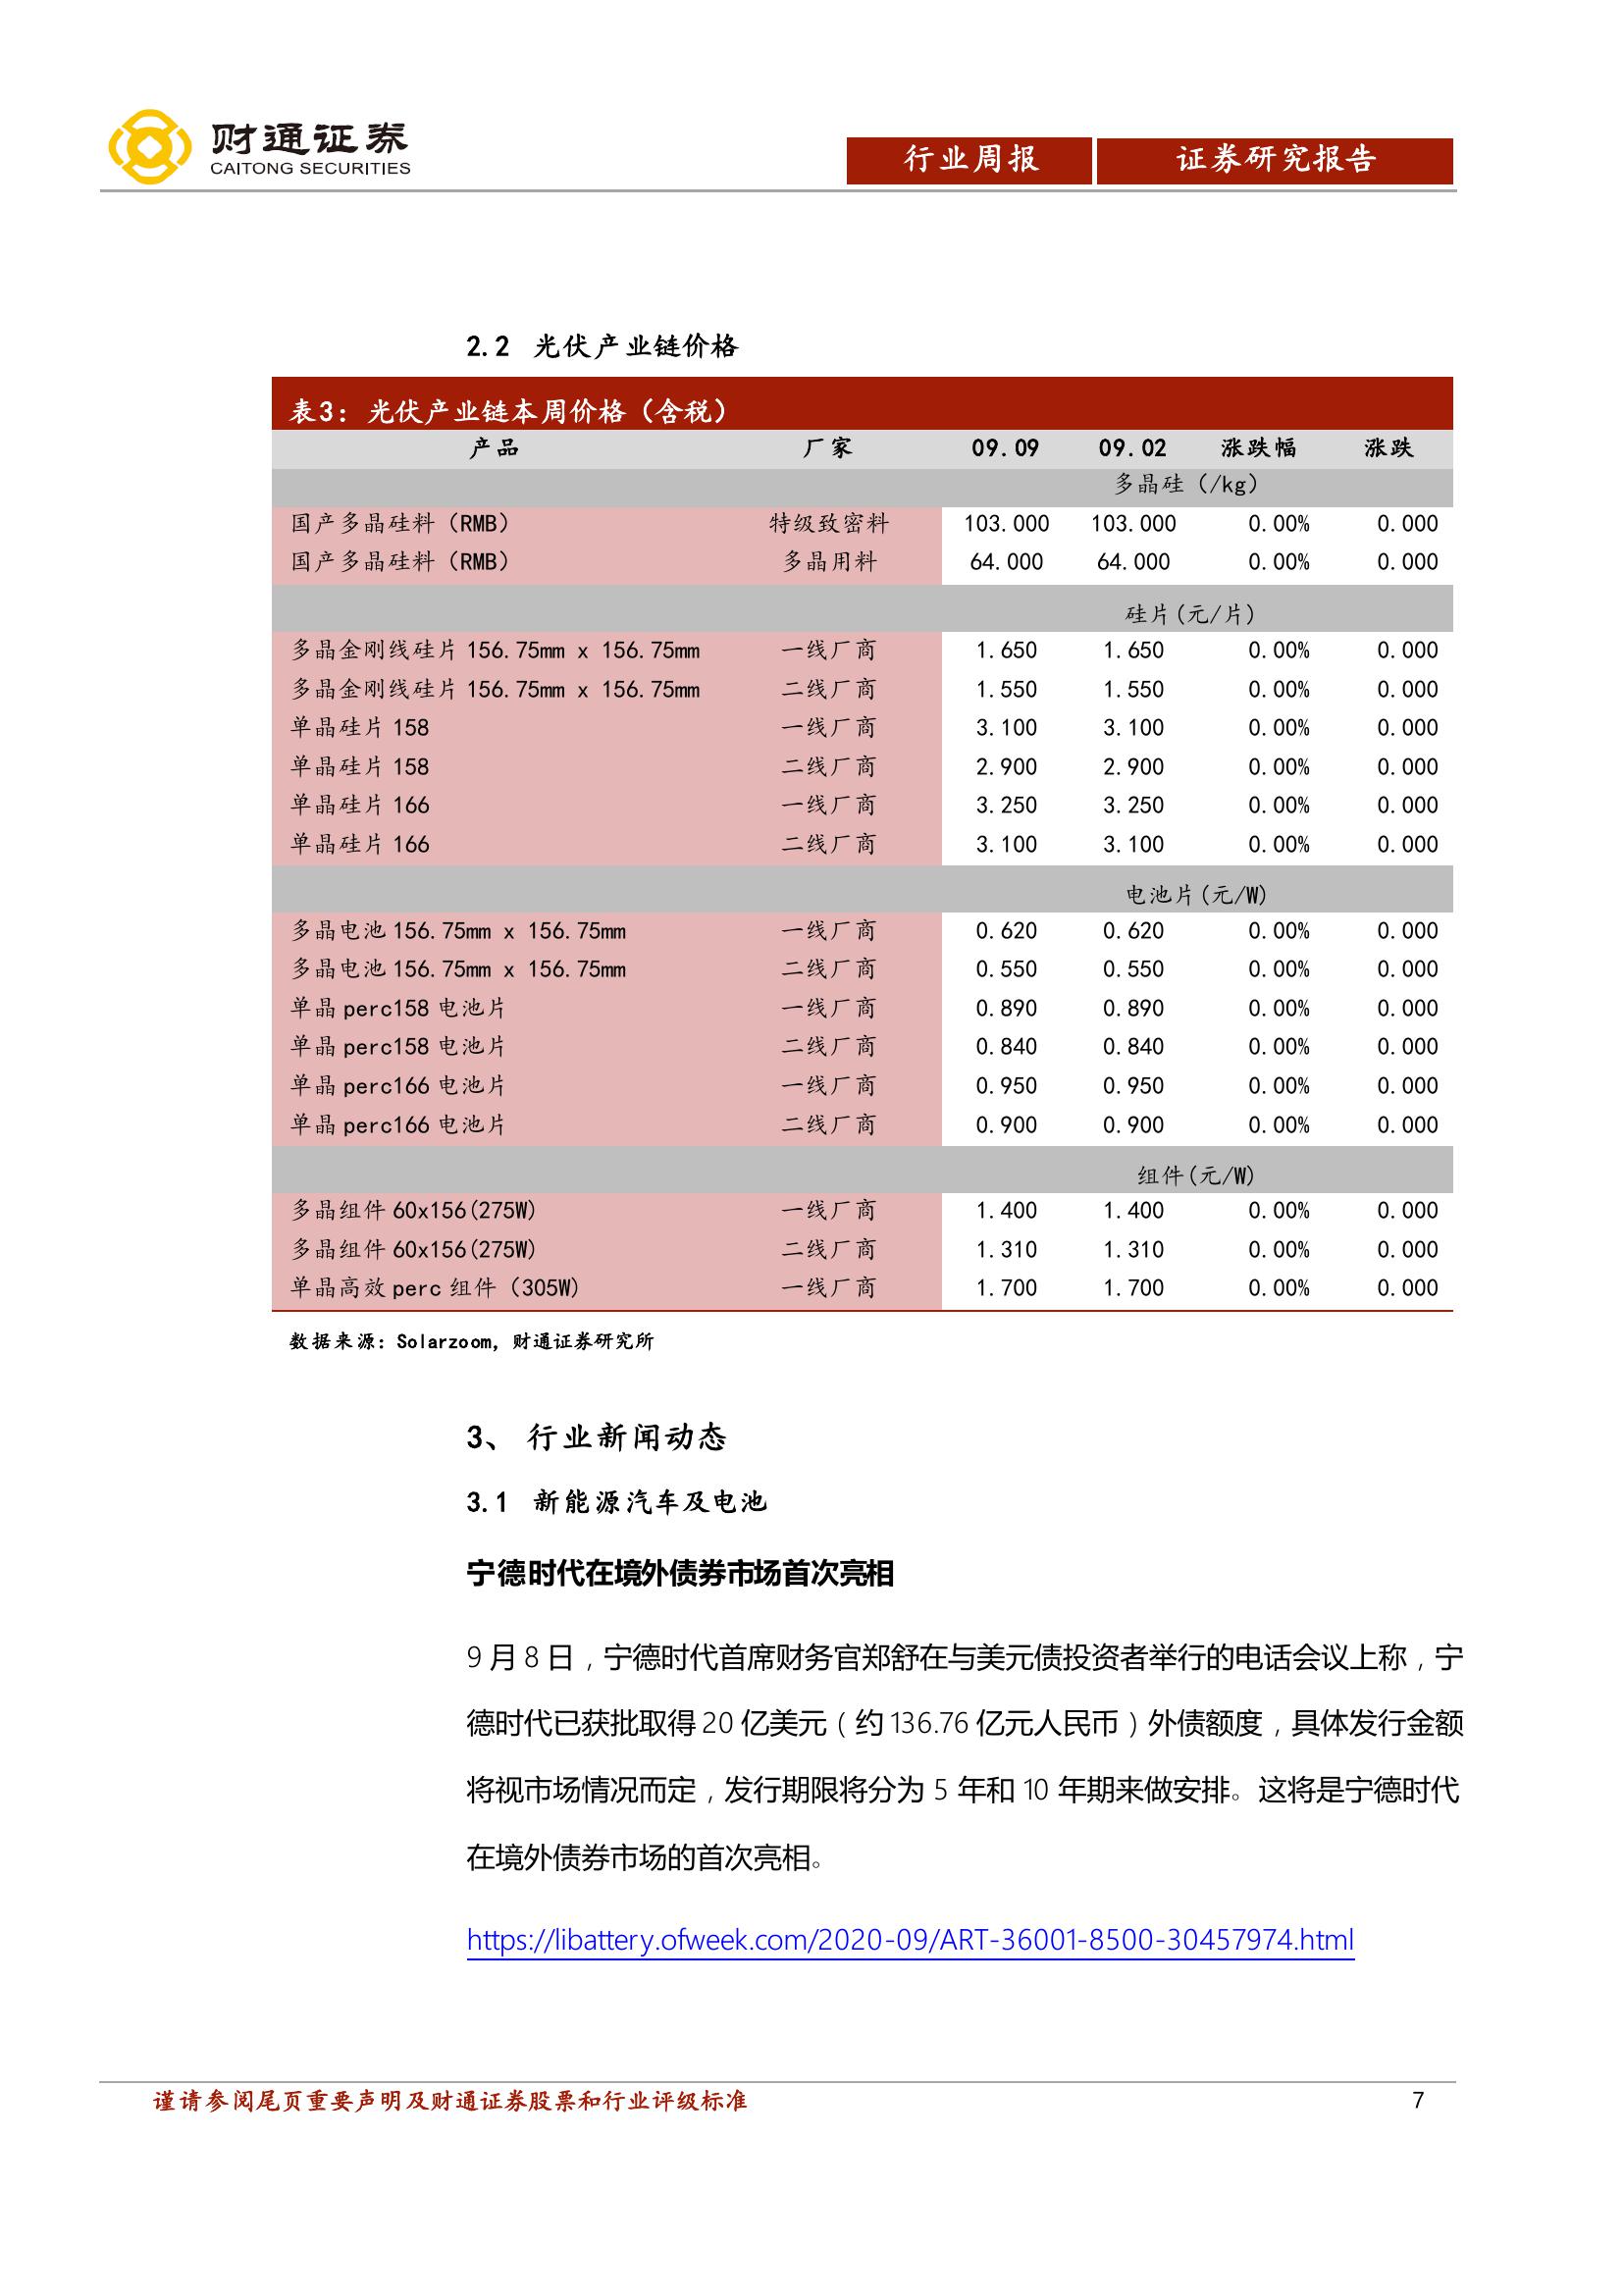 财通证券
CAITONG SECURITIES
行业周报 证券研究报告
2.2 光伏产业链价格
表3：光伏产业链本周价格（含税）
产品 厂家 09.09 09.02 涨跌幅 涨跌
多晶硅（/kg）
国产多晶硅料（RMB） 特级致密料 103.000 103.000 0.00% 0.000
国产多晶硅料（RMB） 多晶用料 64.000 64.000 0.00% 0.000
硅片(元/片)
多晶金刚线硅片 156.75mm x 156.75mm 一线厂商 1.650 1.650 0.00% 0.000
多晶金刚线硅片 156.75mm x 156.75mm 二线厂商 1.550 1.550 0.00% 0.000
单晶硅片 158 一线厂商 3.100 3.100 0.00% 0.000
单晶硅片 158 二线厂商 2.900 2.900 0.00% 0.000
单晶硅片 166 一线厂商 3.250 3.250 0.00% 0.000
单晶硅片 166 二线厂商 3.100 3.100 0.00% 0.000
电池片(元/W)
多晶电池 156.75mm x 156.75mm 一线厂商 0.620 0.620 0.00% 0.000
多晶电池 156.75mm x 156.75mm 二线厂商 0.550 0.550 0.00% 0.000
单晶 perc158 电池片 一线厂商 0.890 0.890 0.00% 0.000
单晶 perc158 电池片 二线厂商 0.840 0.840 0.00% 0.000
单晶 perc166 电池片 一线厂商 0.950 0.950 0.00% 0.000
单晶 perc166 电池片 二线厂商 0.900 0.900 0.00% 0.000
组件(元/W)
多晶组件 60x156(275W) 一线厂商 1.400 1.400 0.00% 0.000
多晶组件 60x156(275W) 二线厂商 1.310 1.310 0.00% 0.000
单晶高效 perc 组件（305W） 一线厂商 1.700 1.700 0.00% 0.000
数据来源：Solarzoom, 财通证券研究所
3、 行业新闻动态
3.1 新能源汽车及电池
宁德时代在境外债券市场首次亮相
9 月 8 日，宁德时代首席财务官郑舒在与美元债投资者举行的电话会议上称，宁
德时代已获批取得 20 亿美元（约 136.76 亿元人民币）外债额度，具体发行金额
将视市场情况而定，发行期限将分为 5 年和 10 年期来做安排。这将是宁德时代
在境外债券市场的首次亮相。
https://libattery.ofweek.com/2020-09/ART-36001-8500-30457974.html
谨请参阅尾页重要声明及财通证券股票和行业评级标准 7